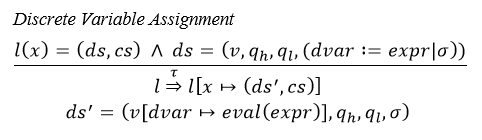 Discrete Variable Assignment
l(x) = (ds, cs) ∧ ds = (v, q_h, q_l, (dvar := expr|σ))
τ
l ⇒ l[x ↦ (ds′, cs)]
ds′ = (v[dvar ↦ eval(expr)], q_h, q_l, σ)